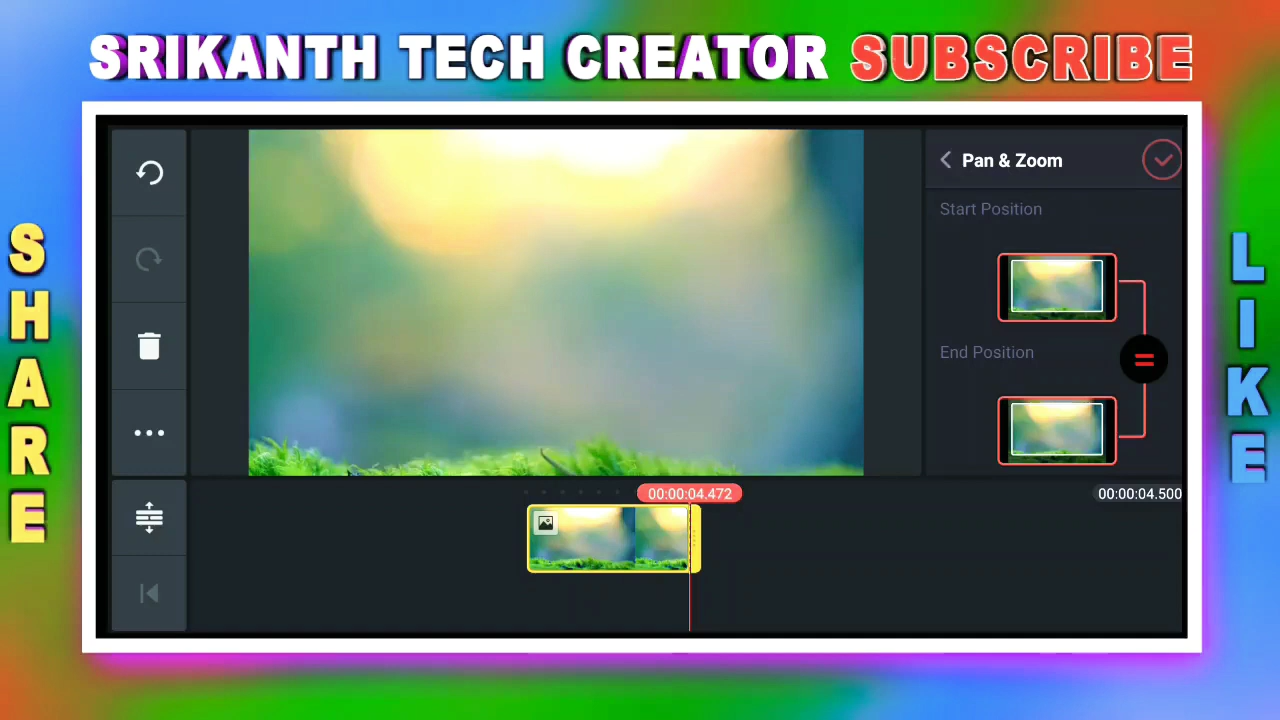 SRIKANTH TECH CREATOR SUBSCRIBE
SHARE
Pan & Zoom
Start Position
End Position
00:00:04.472
00:00:04.500
LIKE